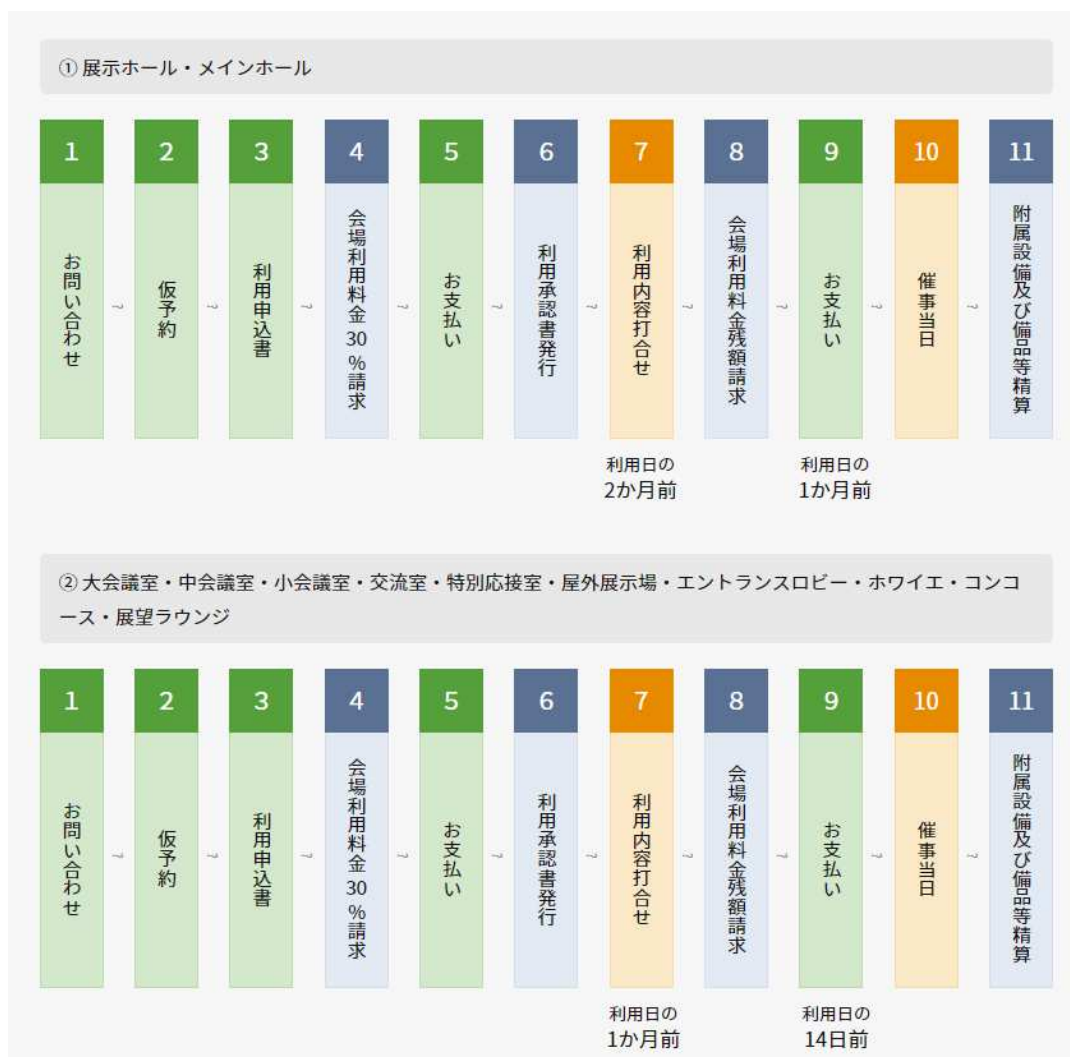 ① 展示ホール・メインホール
1
2
3
4
5
6
7
8
9
10
11
お問い合わせ
仮予約
利用申込書
会場利用料金30%請求
お支払い
利用承認書発行
利用内容打合せ
会場利用料金残額請求
お支払い
催事当日
附属設備及び備品等精算
利用日の
2か月前
利用日の
1か月前
② 大会議室・中会議室・小会議室・交流室・特別応接室・屋外展示場・エントランスロビー・ホワイエ・コンコ
ース・展望ラウンジ
1
2
3
4
5
6
7
8
9
10
11
お問い合わせ
仮予約
利用申込書
会場利用料金30%請求
お支払い
利用承認書発行
利用内容打合せ
会場利用料金残額請求
お支払い
催事当日
附属設備及び備品等精算
利用日の
1か月前
利用日の
14日前